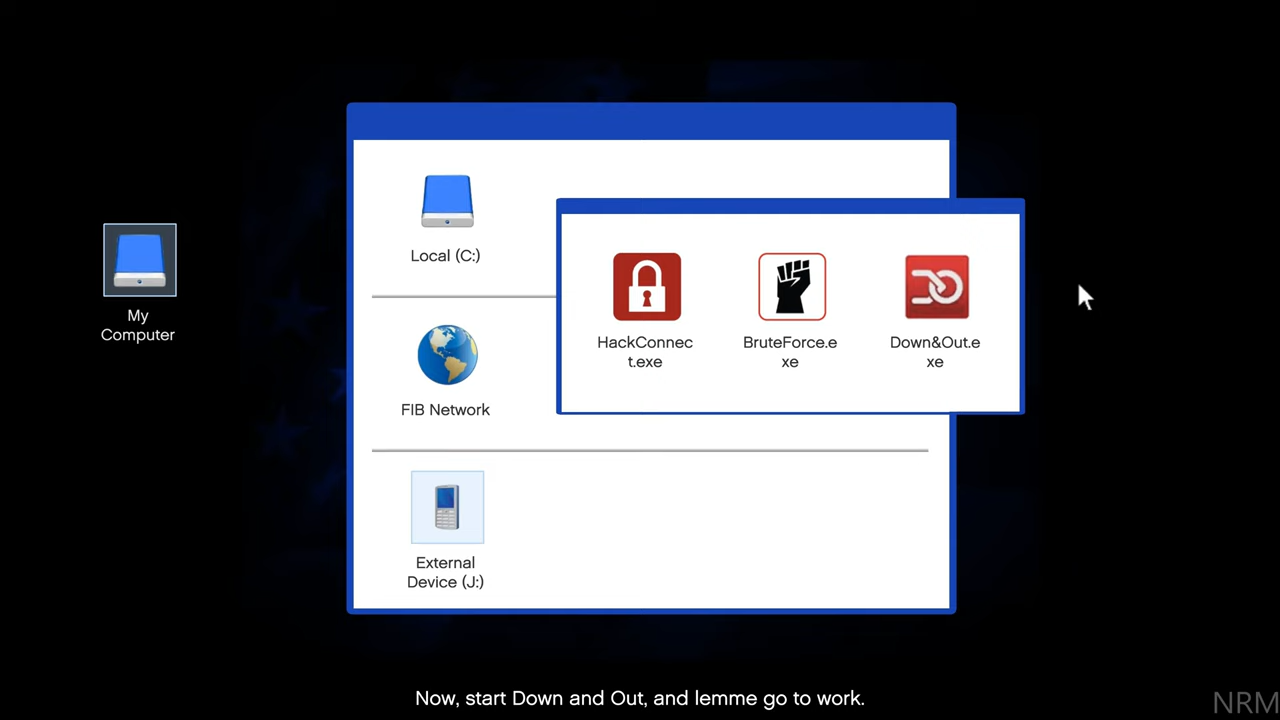 Local (C:)
My
Computer
HackConnec
t.exe
BruteForce.e
xe
Down&Out.e
xe
FIB Network
External
Device (J:)
Now, start Down and Out, and lemme go to work.
NRM